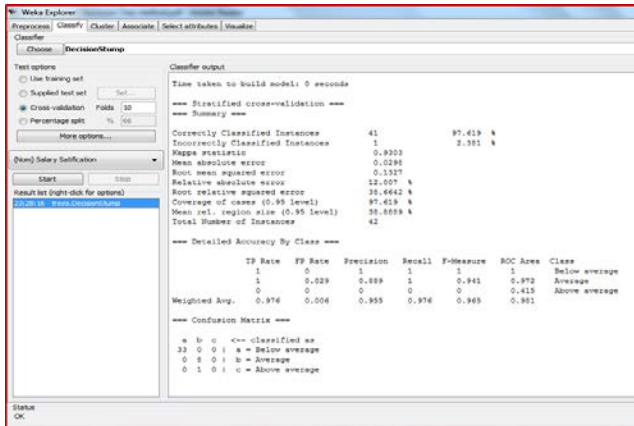 Weka Explorer
Preprocess Classify Cluster Associate Select attributes Visualize
Classifier
Choose DecisionStump
Test options
Use training set
Supplied test set Set...
Cross-validation Folds 10
Percentage split % 66
More options...
(Nom) Salary Satification
Start Stop
Result list (right-click for options)
trees.DecisionStump
Classifier output
Time taken to build model: 0 seconds
=== Stratified cross-validation ===
=== Summary ===
Correctly Classified Instances 41 97.619 %
Incorrectly Classified Instances 1 2.381 %
Kappa statistic 0.9303
Mean absolute error 0.0298
Root mean squared error 0.1327
Relative absolute error 12.007 %
Root relative squared error 38.6642 %
Coverage of cases (0.95 level) 97.619 %
Mean rel. region size (0.95 level) 38.8889 %
Total Number of Instances 42
=== Detailed Accuracy By Class ===
TP Rate FP Rate Precision Recall F-Measure ROC Area Class
1 0 1 1 1 1 Below average
1 0.029 0.889 1 0.941 0.972 Average
0 0 0 0 0 0.415 Above average
Weighted Avg. 0.976 0.006 0.955 0.976 0.965 0.981
=== Confusion Matrix ===
a b c <-- classified as
33 0 0 | a = Below average
0 8 0 | b = Average
0 1 0 | c = Above average
Status
OK